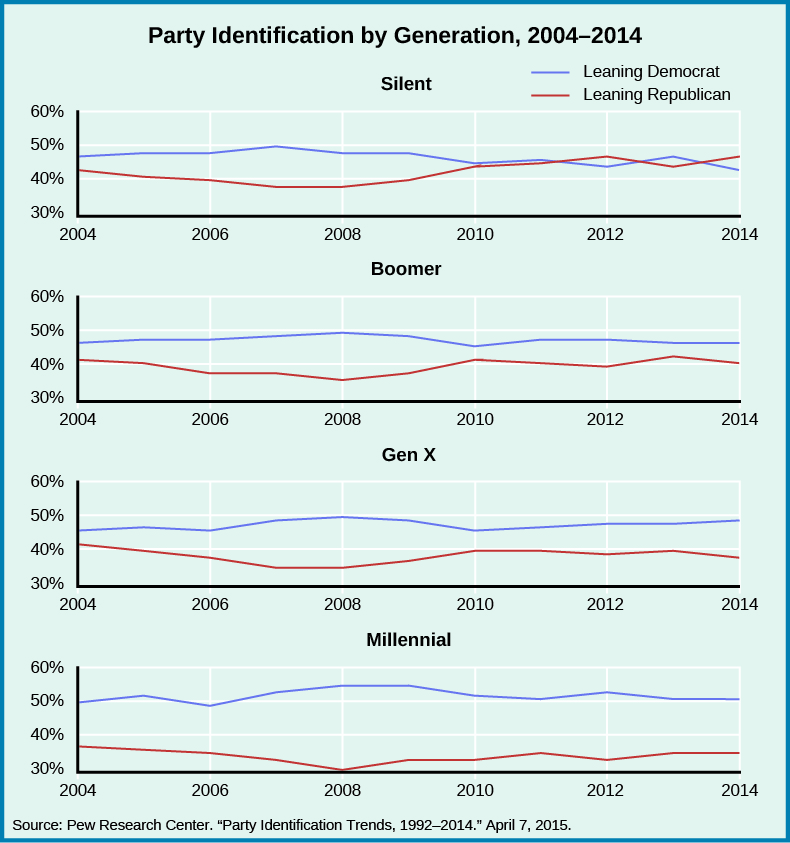 Party Identification by Generation, 2004–2014
Leaning Democrat
Leaning Republican
Silent
60%
50%
40%
30%
2004 2006 2008 2010 2012 2014
Boomer
60%
50%
40%
30%
2004 2006 2008 2010 2012 2014
Gen X
60%
50%
40%
30%
2004 2006 2008 2010 2012 2014
Millennial
60%
50%
40%
30%
2004 2006 2008 2010 2012 2014
Source: Pew Research Center. “Party Identification Trends, 1992–2014.” April 7, 2015.